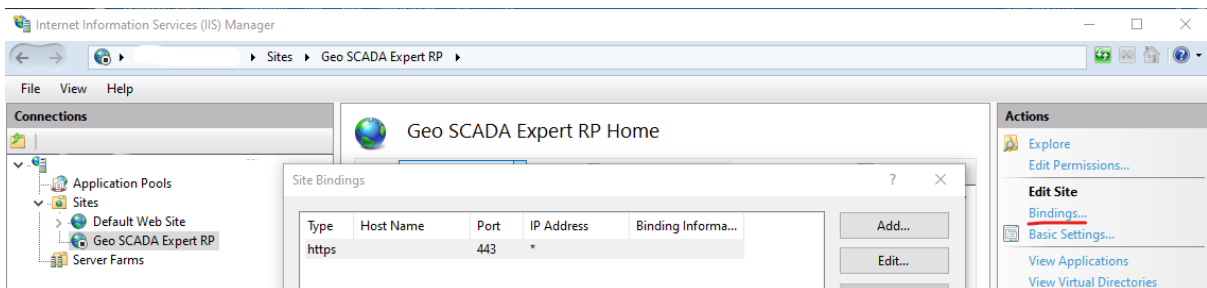 Internet Information Services (IIS) Manager
Sites Geo SCADA Expert RP
File View Help
Connections
Application Pools
Sites
Default Web Site
Geo SCADA Expert RP
Server Farms
Geo SCADA Expert RP Home
Site Bindings ?
Type Host Name Port IP Address Binding Informa...
https 443 *
Add...
Edit...
Actions
Explore
Edit Permissions...
Edit Site
Bindings...
Basic Settings...
View Applications
View Virtual Directories